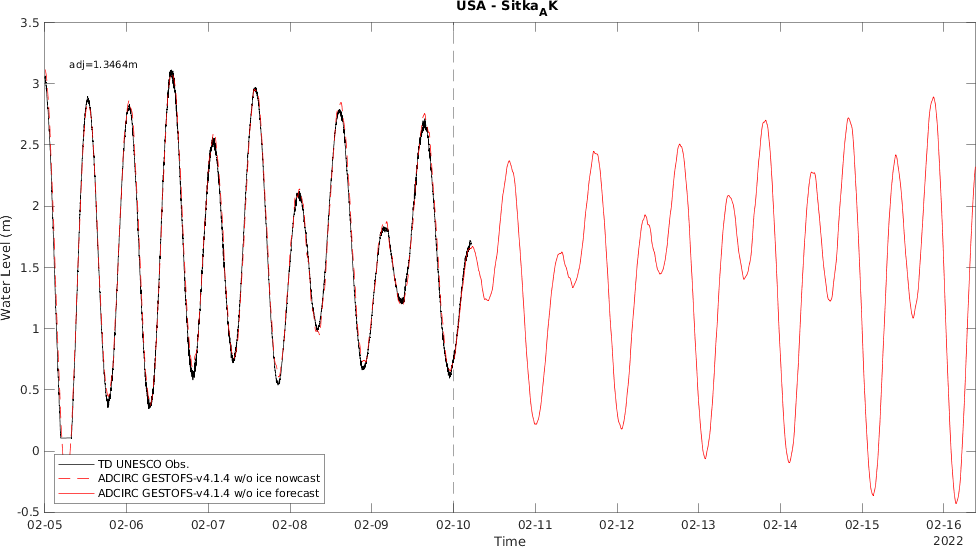 USA - Sitka_AK
3.5
adj=1.3464m
3
2.5
2
1.5
1
0.5
0
-0.5
Water Level (m)
TD UNESCO Obs.
ADCIRC GESTOFS-v4.1.4 w/o ice nowcast
ADCIRC GESTOFS-v4.1.4 w/o ice forecast
02-05 02-06 02-07 02-08 02-09 02-10 02-11 02-12 02-13 02-14 02-15 02-16
Time
2022